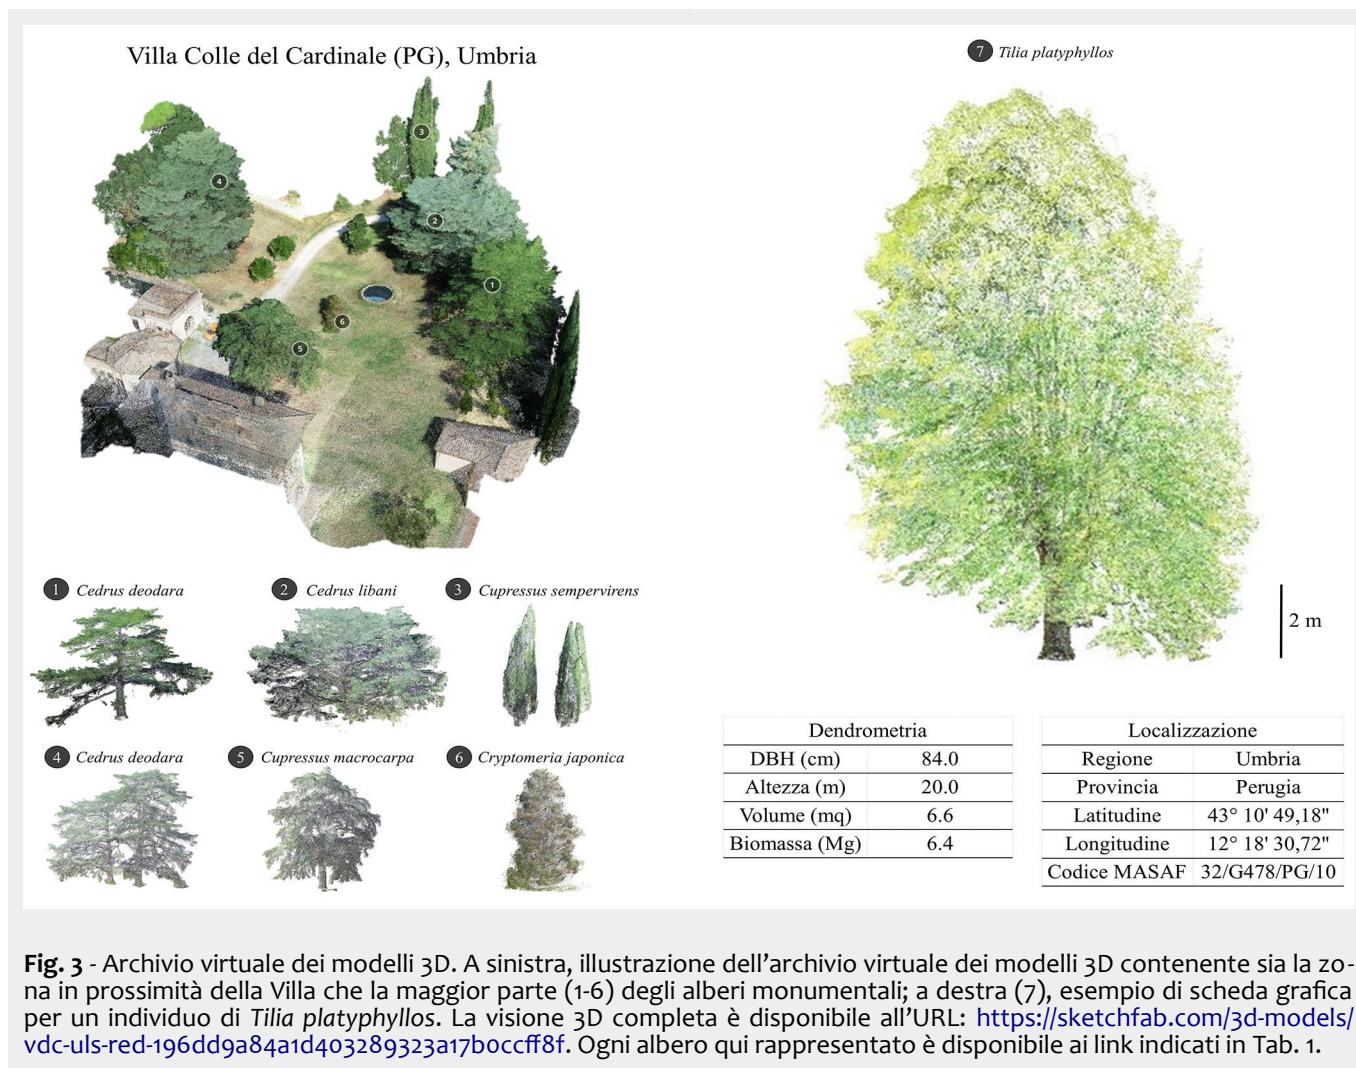 Villa Colle del Cardinale (PG), Umbria
4
3
2
1
6
5
1 Cedrus deodara
2 Cedrus libani
3 Cupressus sempervirens
4 Cedrus deodara
5 Cupressus macrocarpa
6 Cryptomeria japonica
7 Tilia platyphyllos
2 m
Dendrometria
DBH (cm) 84.0
Altezza (m) 20.0
Volume (mq) 6.6
Biomassa (Mg) 6.4
Localizzazione
Regione Umbria
Provincia Perugia
Latitudine 43° 10' 49,18"
Longitudine 12° 18' 30,72"
Codice MASAF 32/G478/PG/10
Fig. 3 - Archivio virtuale dei modelli 3D. A sinistra, illustrazione dell’archivio virtuale dei modelli 3D contenente sia la zo-
na in prossimità della Villa che la maggior parte (1-6) degli alberi monumentali; a destra (7), esempio di scheda grafica
per un individuo di Tilia platyphyllos. La visione 3D completa è disponibile all’URL: https://sketchfab.com/3d-models/
vdc-uls-red-196dd9a84a1d403289323a17b0ccff8f. Ogni albero qui rappresentato è disponibile ai link indicati in Tab. 1.